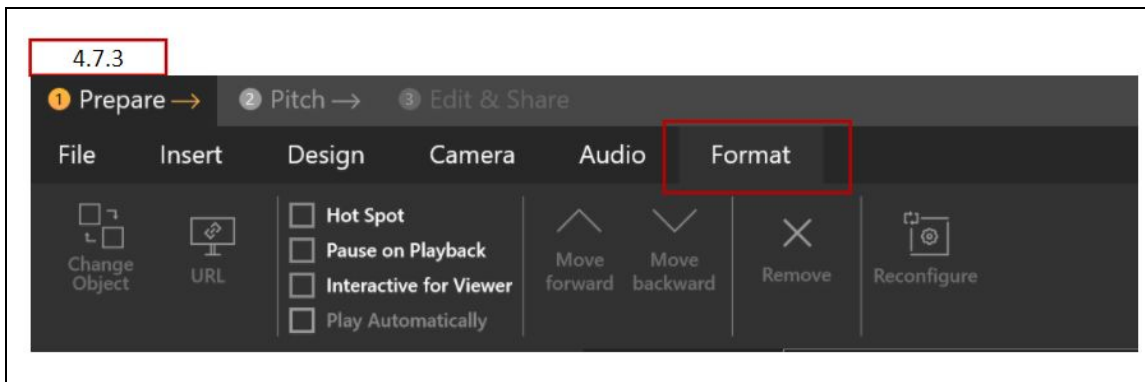 4.7.3
1 Prepare → 2 Pitch → 3 Edit & Share
File Insert Design Camera Audio Format
Change Object
URL
Hot Spot
Pause on Playback
Interactive for Viewer
Play Automatically
Move forward
Move backward
Remove
Reconfigure